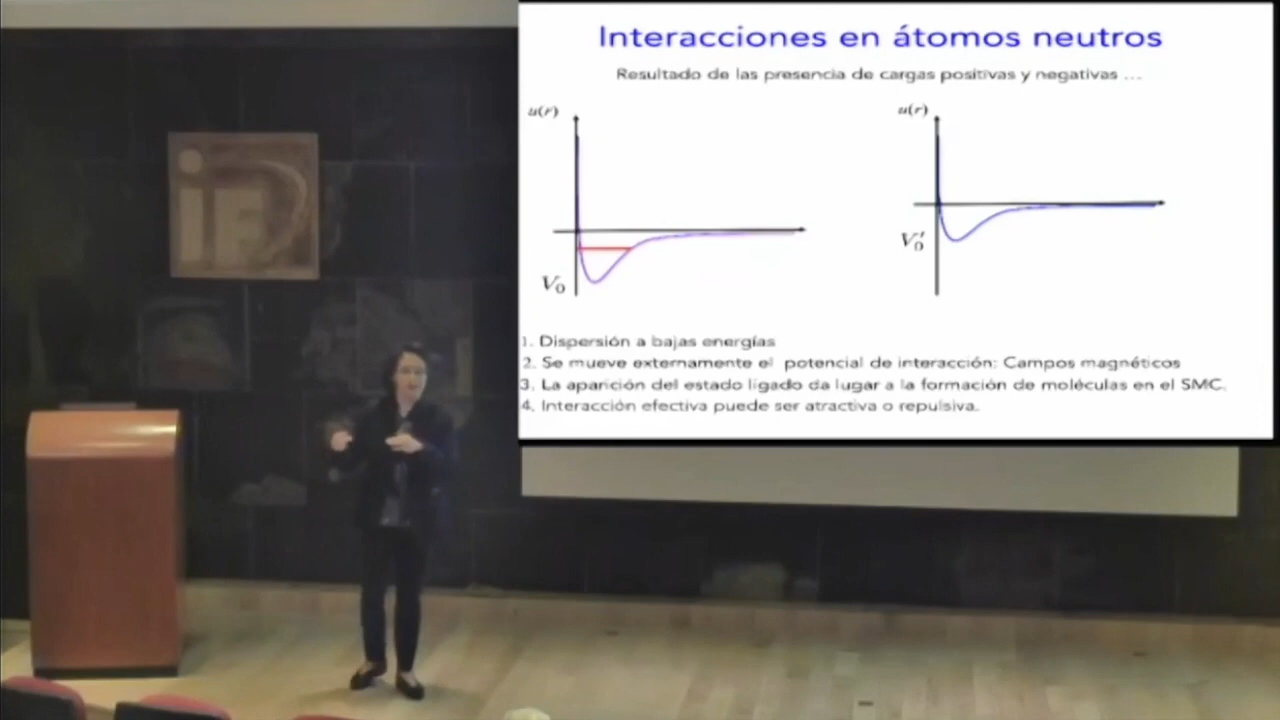 Interacciones en átomos neutros
Resultado de las presencia de cargas positivas y negativas ...
u(r)
u(r)
V₀
V₀′
1. Dispersión a bajas energías
2. Se mueve externamente el potencial de interacción: Campos magnéticos
3. La aparición del estado ligado da lugar a la formación de moléculas en el SMC.
4. Interacción efectiva puede ser atractiva o repulsiva.
iF